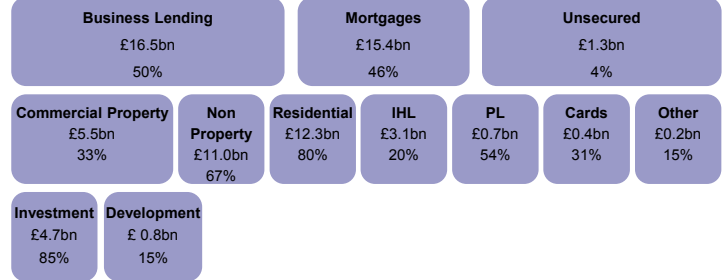 Business Lending
£16.5bn
50%
Mortgages
£15.4bn
46%
Unsecured
£1.3bn
4%
Commercial Property
£5.5bn
33%
Non
Property
£11.0bn
67%
Residential
£12.3bn
80%
IHL
£3.1bn
20%
PL
£0.7bn
54%
Cards
£0.4bn
31%
Other
£0.2bn
15%
Investment
£4.7bn
85%
Development
£ 0.8bn
15%